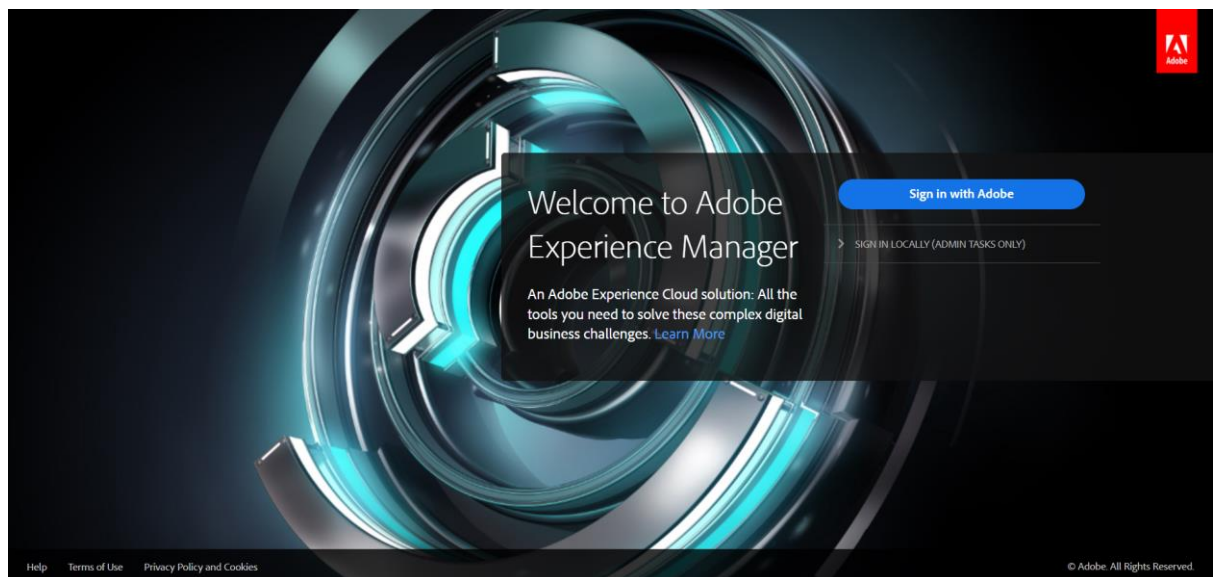 Adobe
Welcome to Adobe
Experience Manager
An Adobe Experience Cloud solution: All the
tools you need to solve these complex digital
business challenges. Learn More
Sign in with Adobe
SIGN IN LOCALLY (ADMIN TASKS ONLY)
Help Terms of Use Privacy Policy and Cookies
© Adobe. All Rights Reserved.